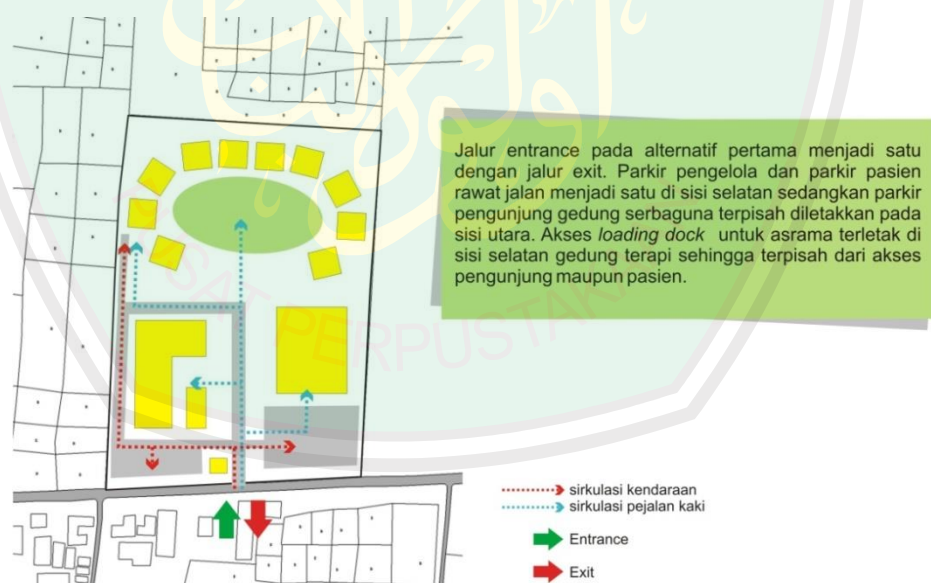 Jalur entrance pada alternatif pertama menjadi satu
dengan jalur exit. Parkir pengelola dan parkir pasien
rawat jalan menjadi satu di sisi selatan sedangkan parkir
pengunjung gedung serbaguna terpisah diletakkan pada
sisi utara. Akses loading dock untuk asrama terletak di
sisi selatan gedung terapi sehingga terpisah dari akses
pengunjung maupun pasien.
sirkulasi kendaraan
sirkulasi pejalan kaki
Entrance
Exit